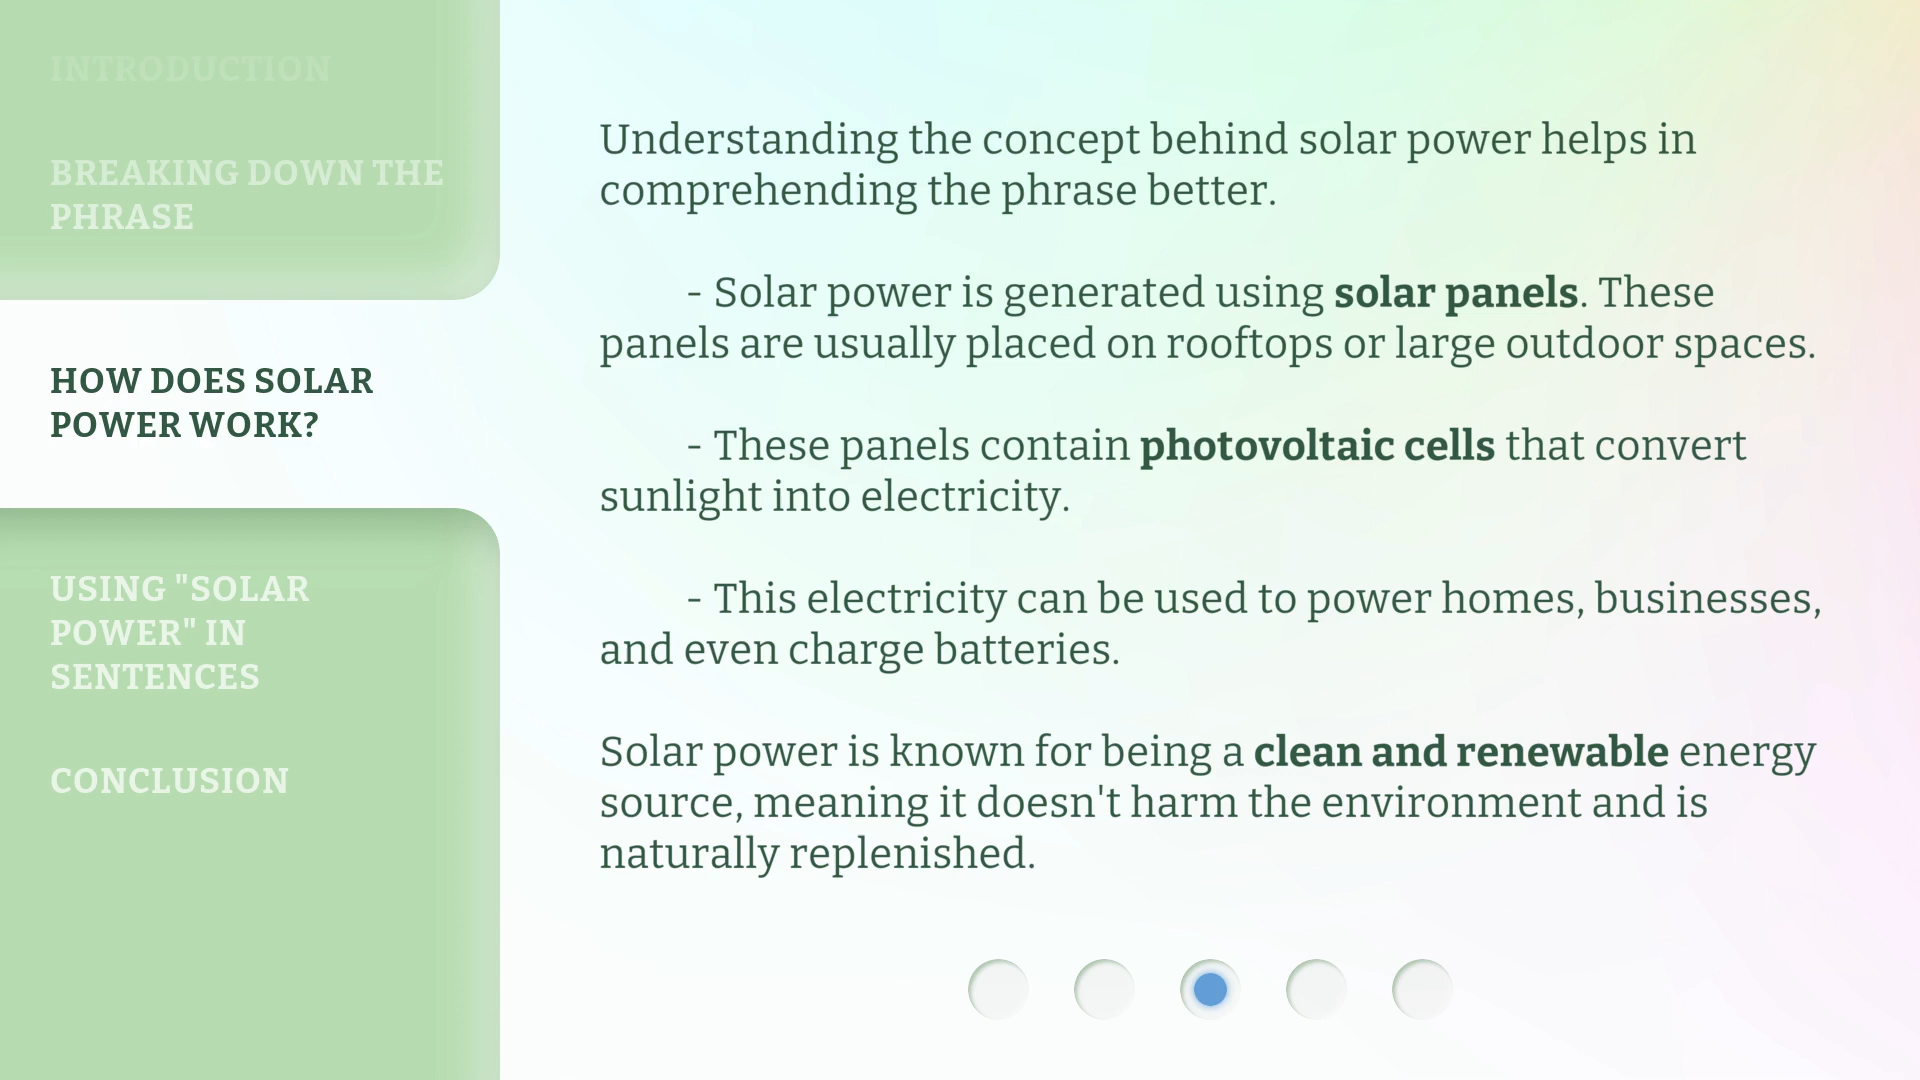 INTRODUCTION
BREAKING DOWN THE
PHRASE
HOW DOES SOLAR
POWER WORK?
USING "SOLAR
POWER" IN
SENTENCES
CONCLUSION
Understanding the concept behind solar power helps in
comprehending the phrase better.
- Solar power is generated using solar panels. These
panels are usually placed on rooftops or large outdoor spaces.
- These panels contain photovoltaic cells that convert
sunlight into electricity.
- This electricity can be used to power homes, businesses,
and even charge batteries.
Solar power is known for being a clean and renewable energy
source, meaning it doesn't harm the environment and is
naturally replenished.